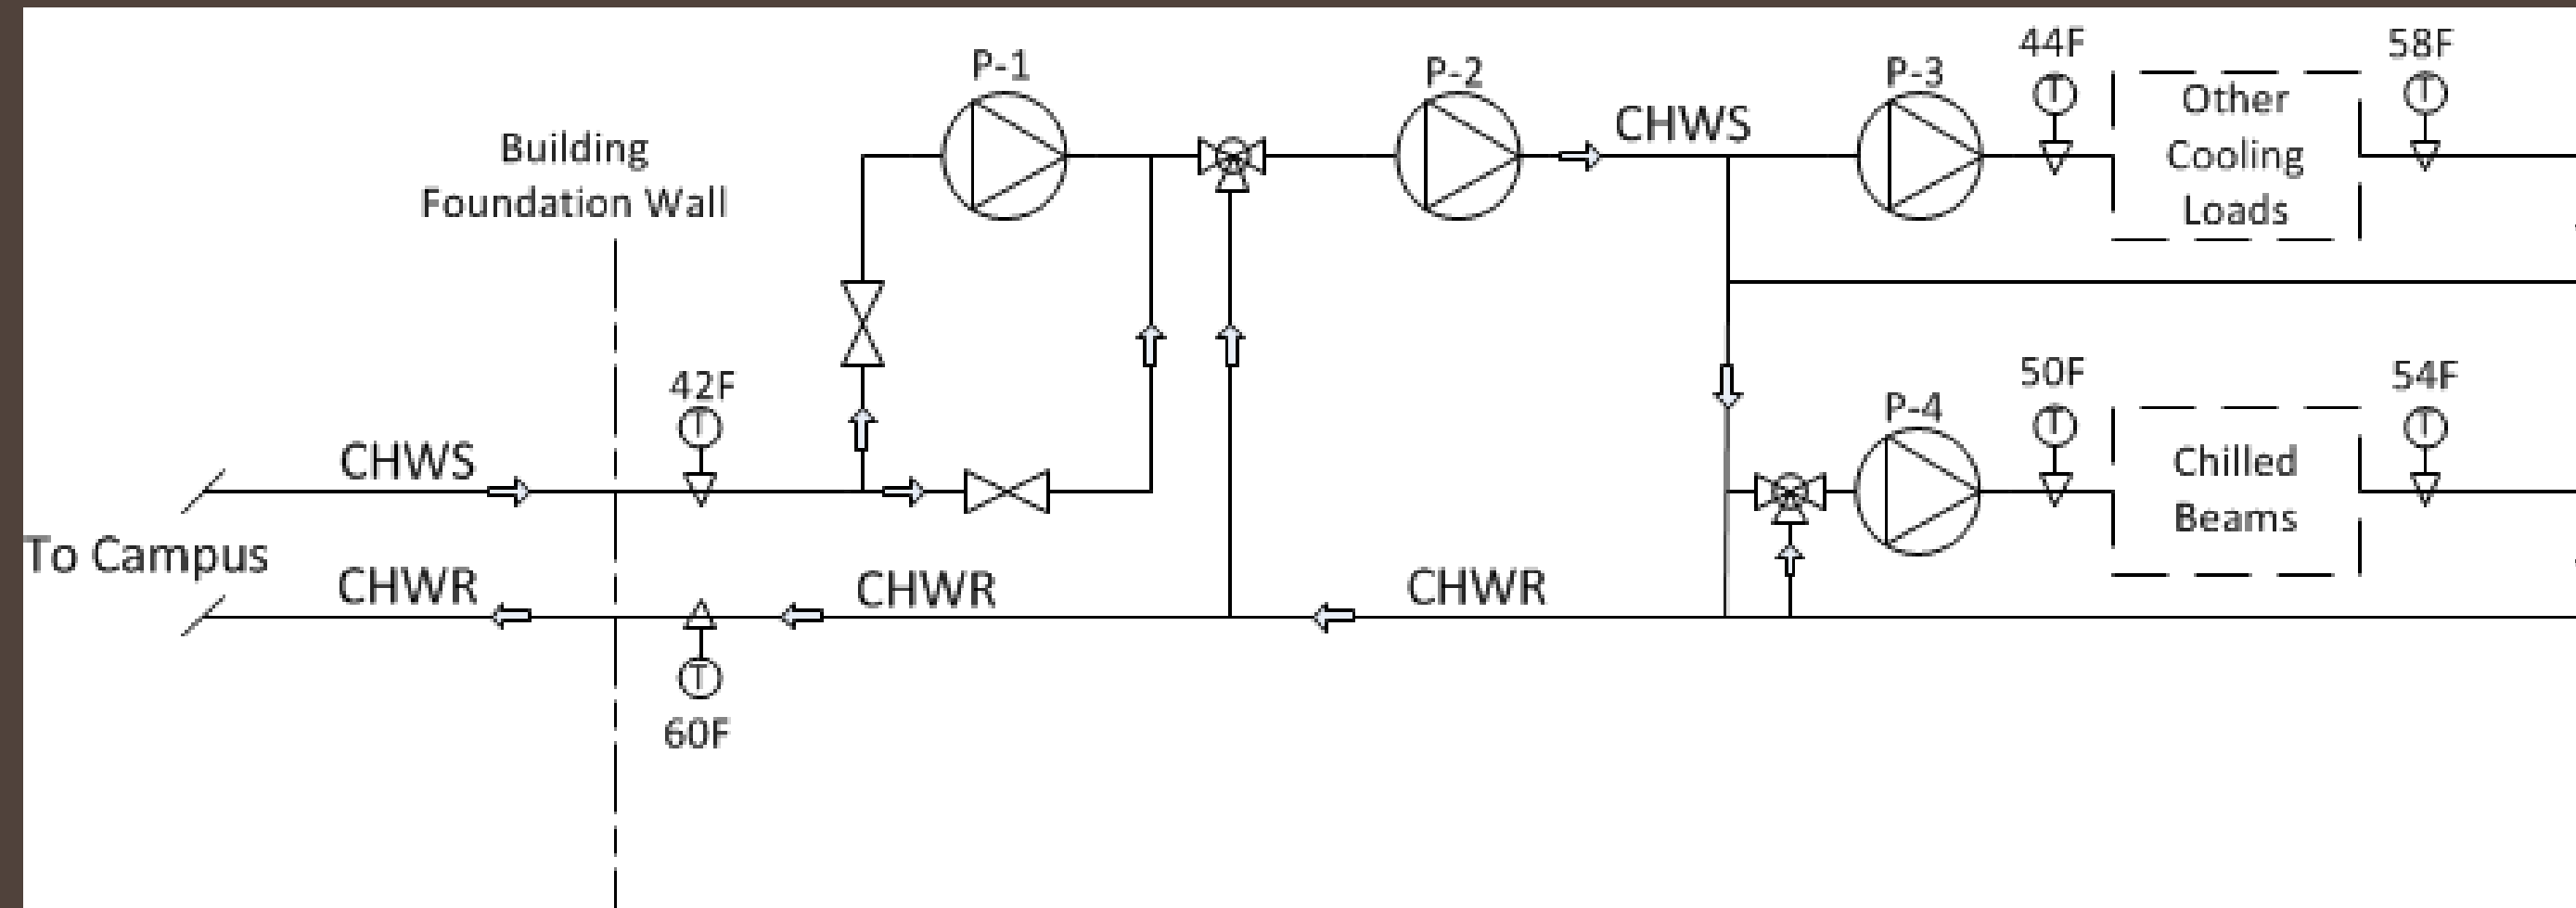 P-1
P-2
P-3
44F
58F
T
T
Other
Cooling
Loads
CHWS
Building
Foundation Wall
42F
T
50F
54F
P-4
T
T
Chilled
Beams
CHWS
To Campus
CHWR
CHWR
CHWR
T
60F